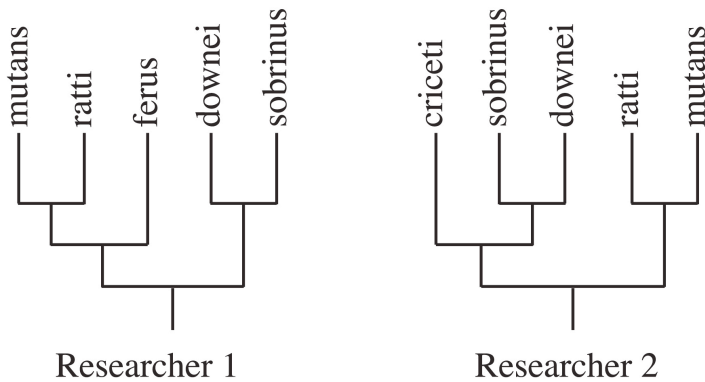 mutans
ratti
ferus
downei
sobrinus
criceti
sobrinus
downei
ratti
mutans
Researcher 1
Researcher 2